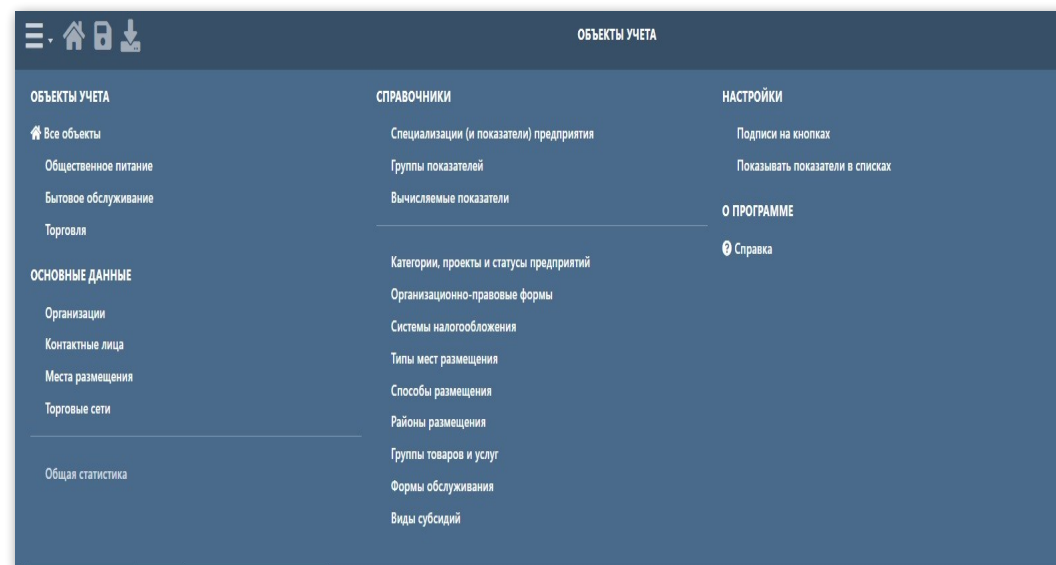 ОБЪЕКТЫ УЧЕТА
ОБЪЕКТЫ УЧЕТА
Все объекты
Общественное питание
Бытовое обслуживание
Торговля
ОСНОВНЫЕ ДАННЫЕ
Организации
Контактные лица
Места размещения
Торговые сети
Общая статистика
СПРАВОЧНИКИ
Специализации (и показатели) предприятия
Группы показателей
Вычисляемые показатели
Категории, проекты и статусы предприятий
Организационно-правовые формы
Системы налогообложения
Типы мест размещения
Способы размещения
Районы размещения
Группы товаров и услуг
Формы обслуживания
Виды субсидий
НАСТРОЙКИ
Подписи на кнопках
Показывать показатели в списках
О ПРОГРАММЕ
Справка